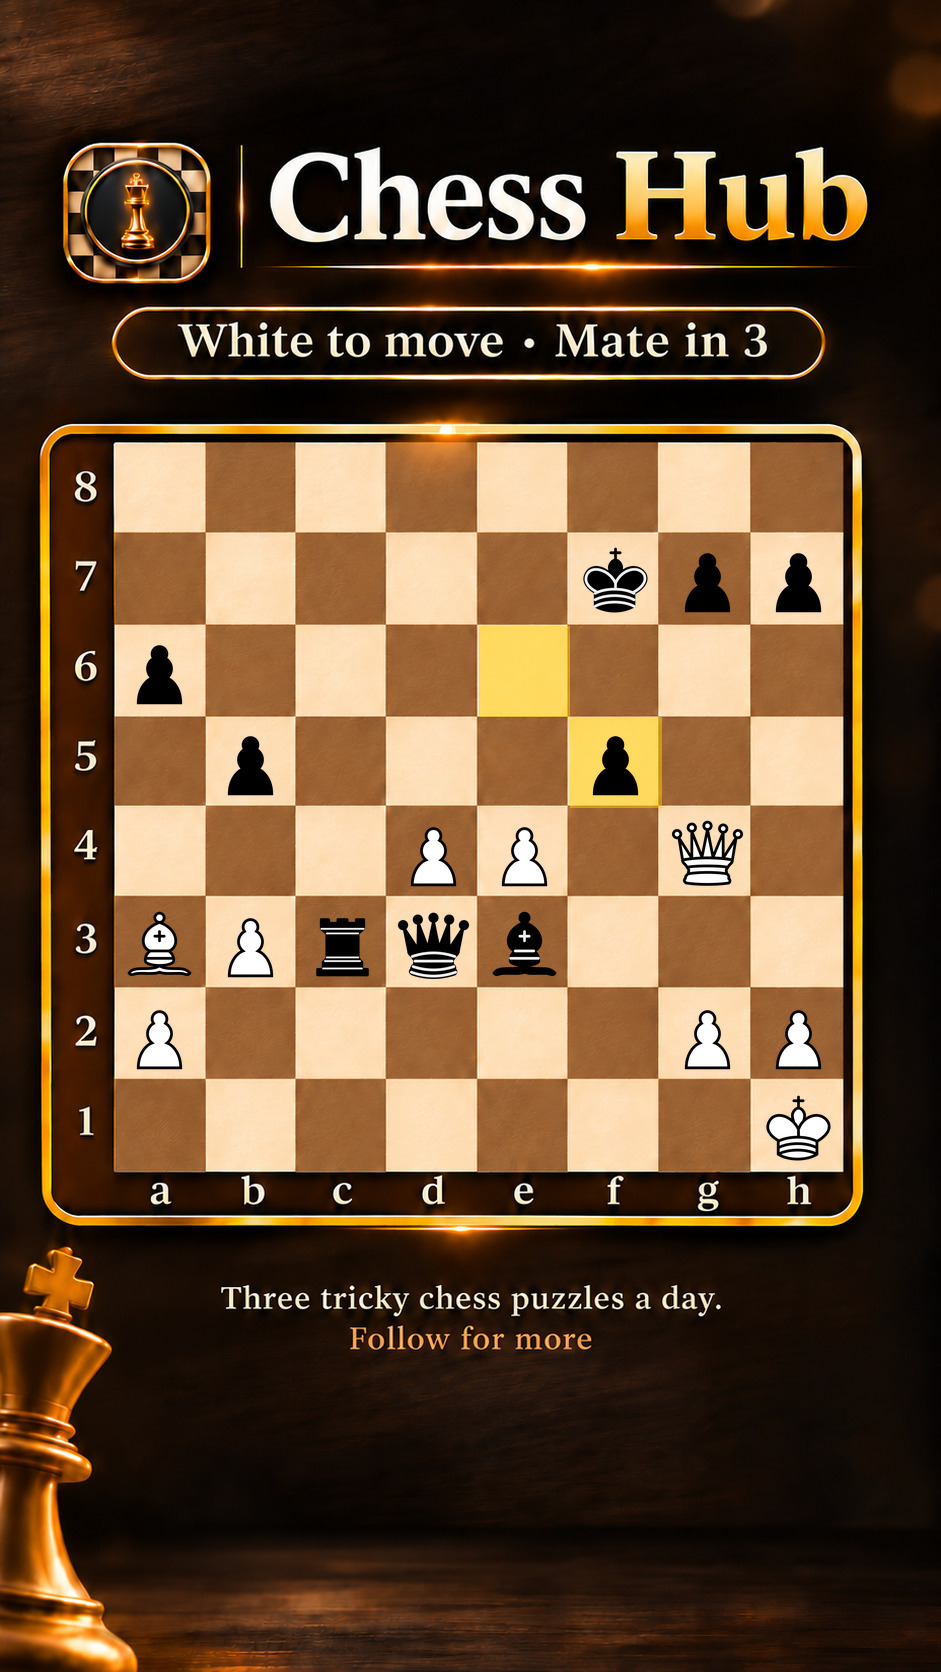 Chess Hub
White to move • Mate in 3
8
7
6
5
4
3
2
1
a b c d e f g h
Three tricky chess puzzles a day.
Follow for more